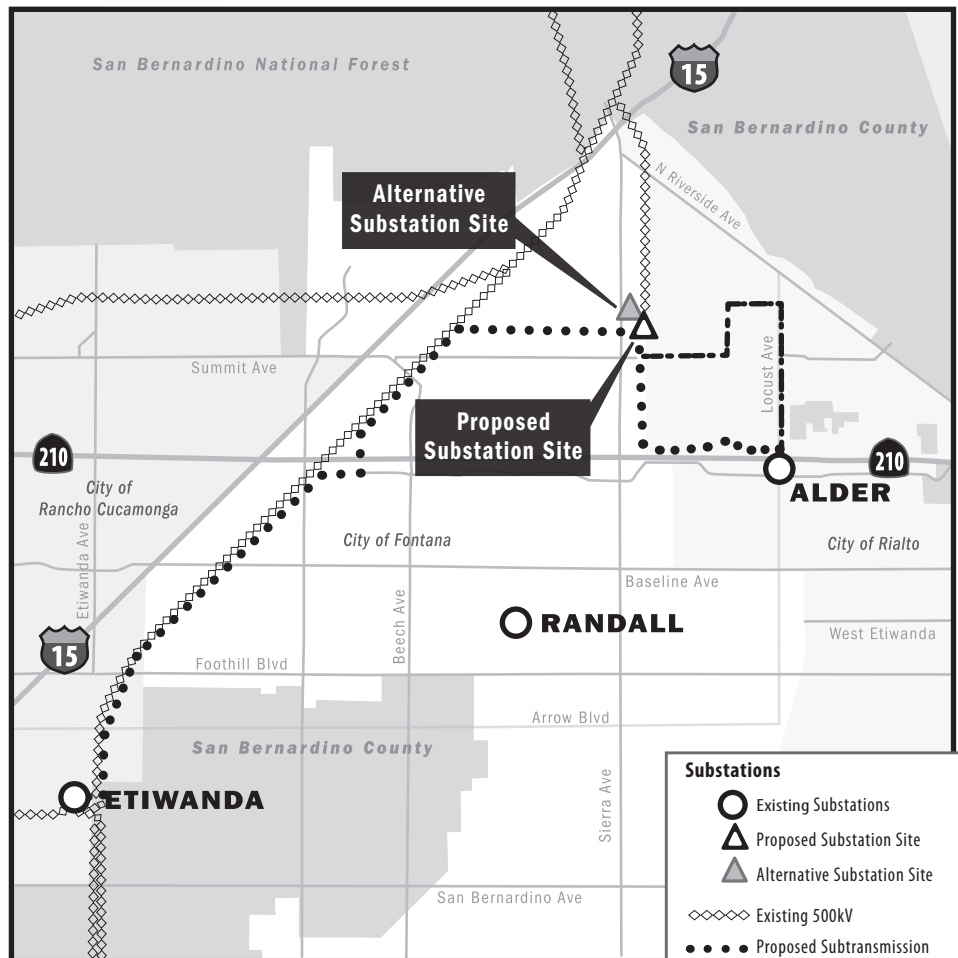 San Bernardino National Forest
15
San Bernardino County
N Riverside Ave
Alternative
Substation Site
Summit Ave
Locust Ave
Proposed
Substation Site
210
210
City of
Rancho Cucamonga
ALDER
City of Fontana
City of Rialto
Etiwanda Ave
Baseline Ave
Beech Ave
RANDALL
West Etiwanda
15
Foothill Blvd
Arrow Blvd
San Bernardino County
ETIWANDA
Sierra Ave
San Bernardino Ave
Substations
Existing Substations
Proposed Substation Site
Alternative Substation Site
Existing 500kV
Proposed Subtransmission